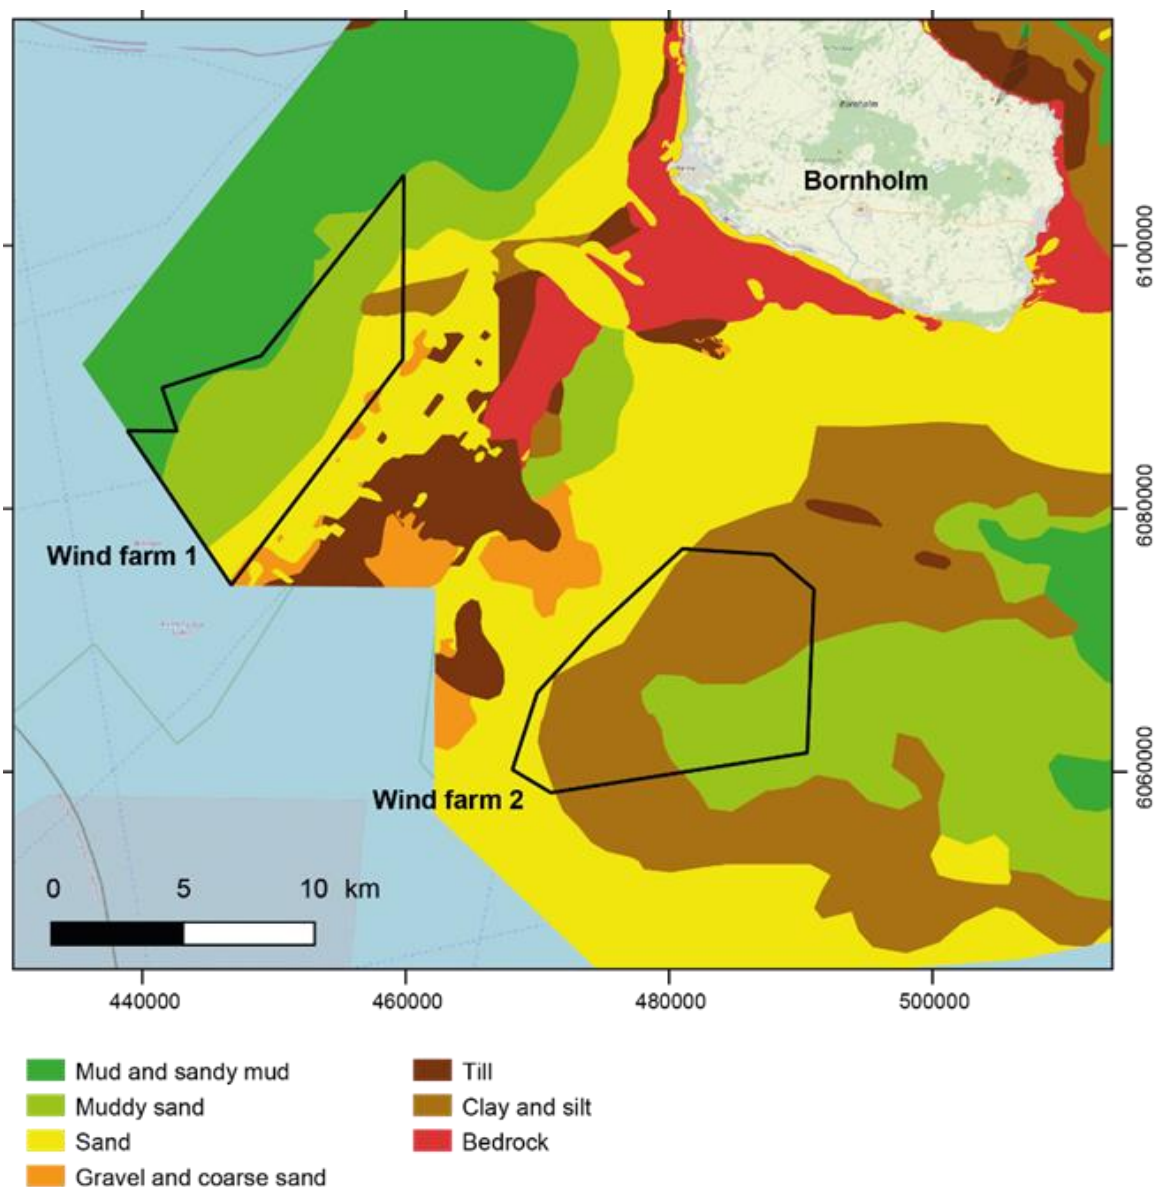 Bornholm
Bornholm
6100000
6080000
6060000
Wind farm 1
Wind farm 2
0 5 10 km
440000 460000 480000 500000
Mud and sandy mud
Muddy sand
Sand
Gravel and coarse sand
Till
Clay and silt
Bedrock